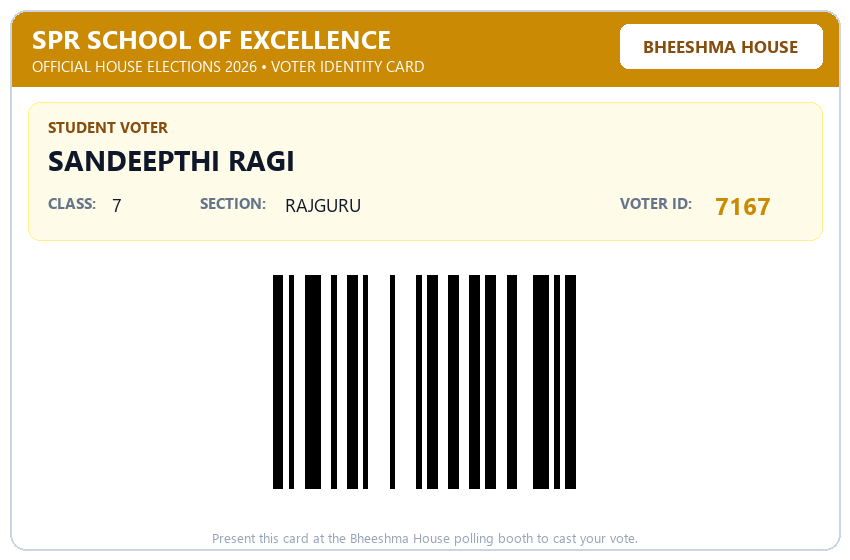 SPR SCHOOL OF EXCELLENCE
OFFICIAL HOUSE ELECTIONS 2026 • VOTER IDENTITY CARD
BHEESHMA HOUSE
STUDENT VOTER
SANDEEPTHI RAGI
CLASS: 7 SECTION: RAJGURU VOTER ID: 7167
Present this card at the Bheeshma House polling booth to cast your vote.